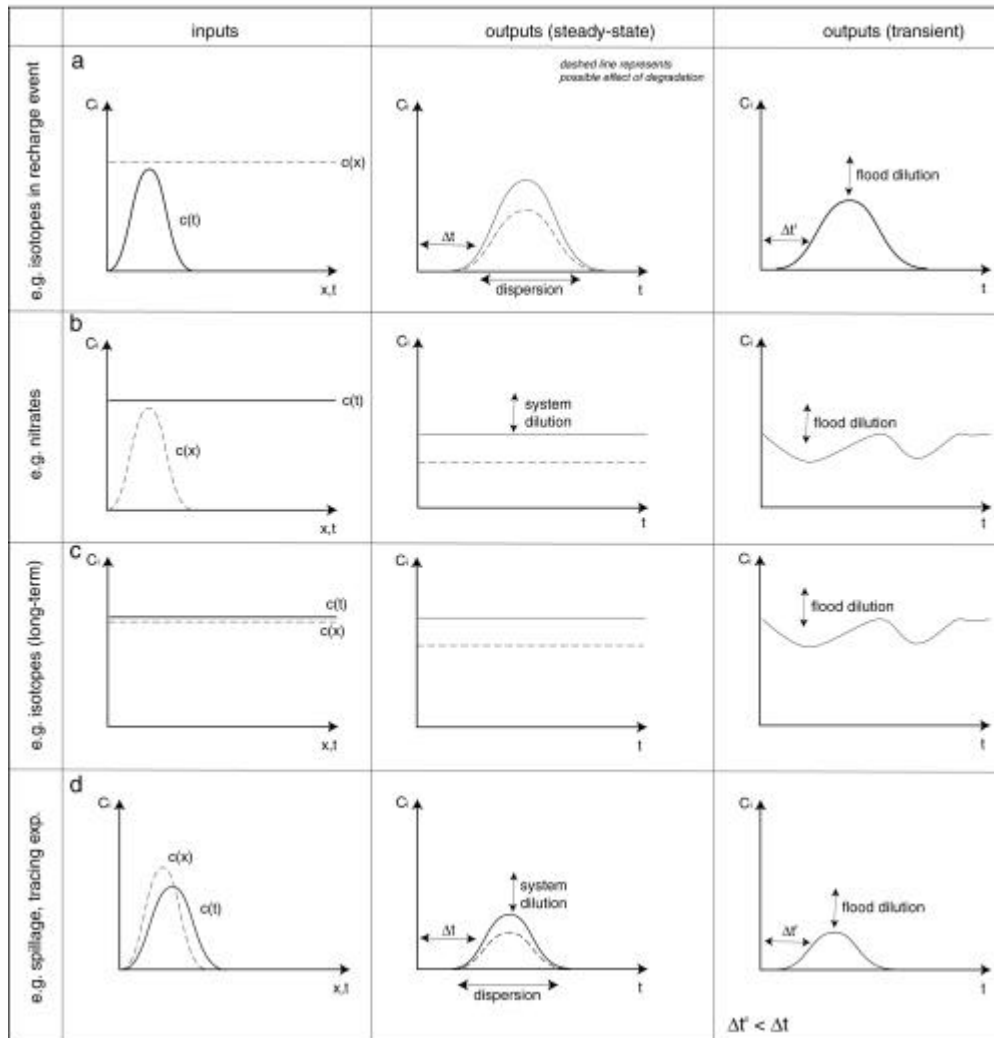 inputs
outputs (steady-state)
outputs (transient)
e.g. isotopes in recharge event
a
Cᵢ
c(x)
c(t)
x,t
dashed line represents
possible effect of degradation
Cᵢ
Δt
dispersion
t
Cᵢ
flood dilution
Δt'
t
e.g. nitrates
b
Cᵢ
c(t)
c(x)
x,t
Cᵢ
system
dilution
t
Cᵢ
flood dilution
t
e.g. isotopes (long-term)
c
Cᵢ
c(t)
c(x)
x,t
Cᵢ
t
Cᵢ
flood dilution
t
e.g. spillage, tracing exp.
d
Cᵢ
c(x)
c(t)
x,t
Cᵢ
system
dilution
Δt
dispersion
t
Cᵢ
flood dilution
Δt'
t
Δt' < Δt